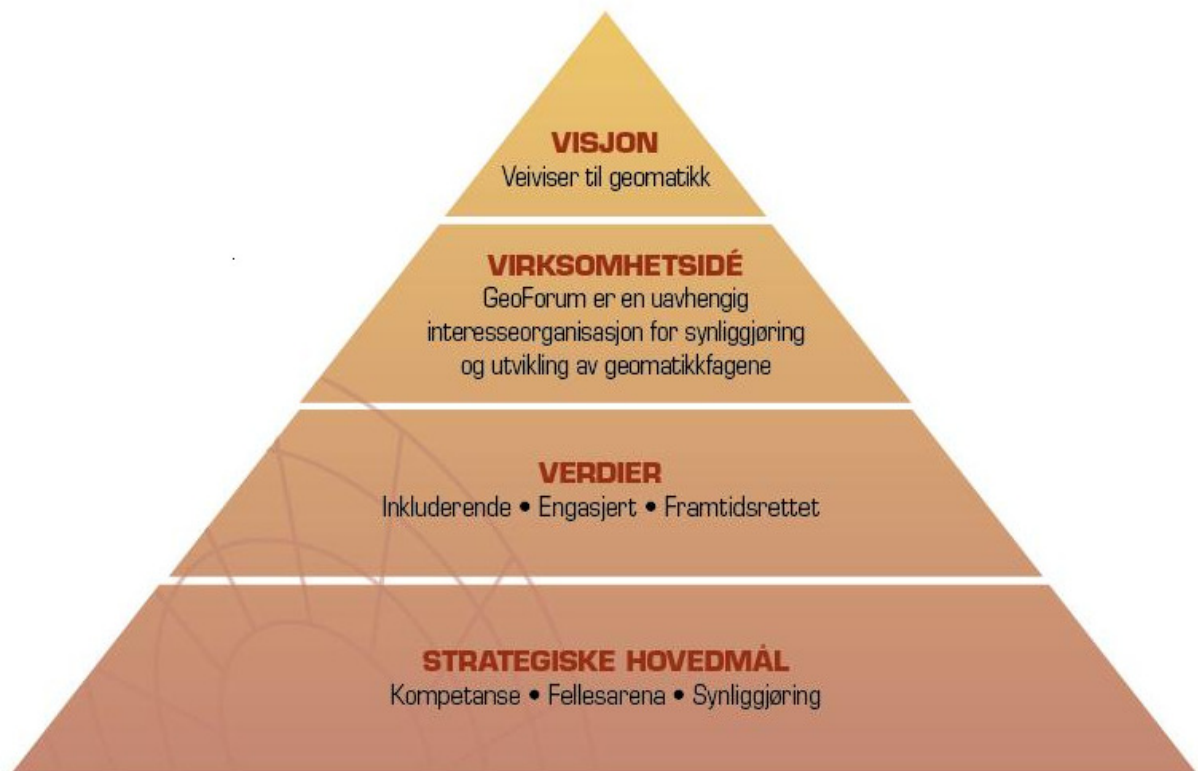 VISJON
Veiviser til geomatikk
VIRKSOMHETSIDÉ
GeoForum er en uavhengig
interesseorganisasjon for synliggjøring
og utvikling av geomatikkfagene
VERDIER
Inkluderende • Engasjert • Framtidsrettet
STRATEGISKE HOVEDMÅL
Kompetanse • Fellesarena • Synliggjøring